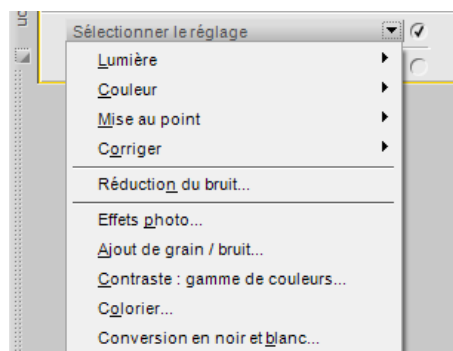 Sélectionner le réglage
Lumière
Couleur
Mise au point
Corriger
Réduction du bruit...
Effets photo...
Ajout de grain / bruit...
Contraste : gamme de couleurs...
Colorier...
Conversion en noir et blanc...